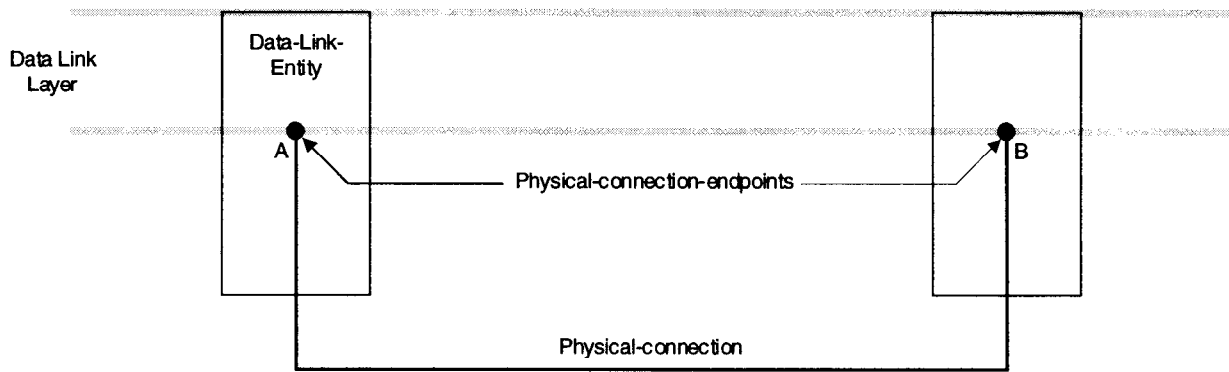 Data-Link-
Entity
Data Link
Layer
A
B
Physical-connection-endpoints
Physical-connection